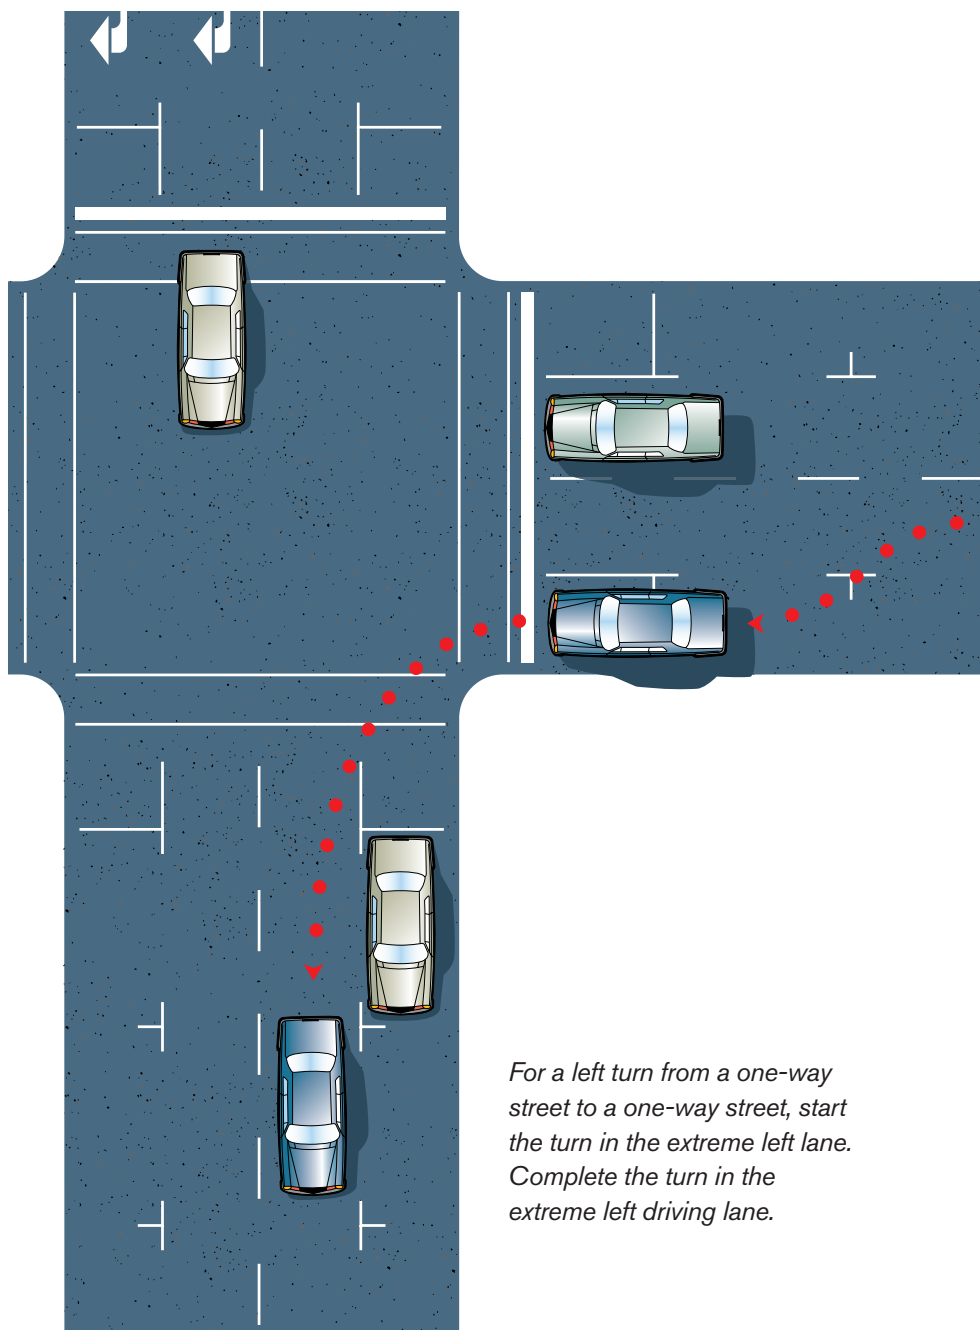 For a left turn from a one-way
street to a one-way street, start
the turn in the extreme left lane.
Complete the turn in the
extreme left driving lane.